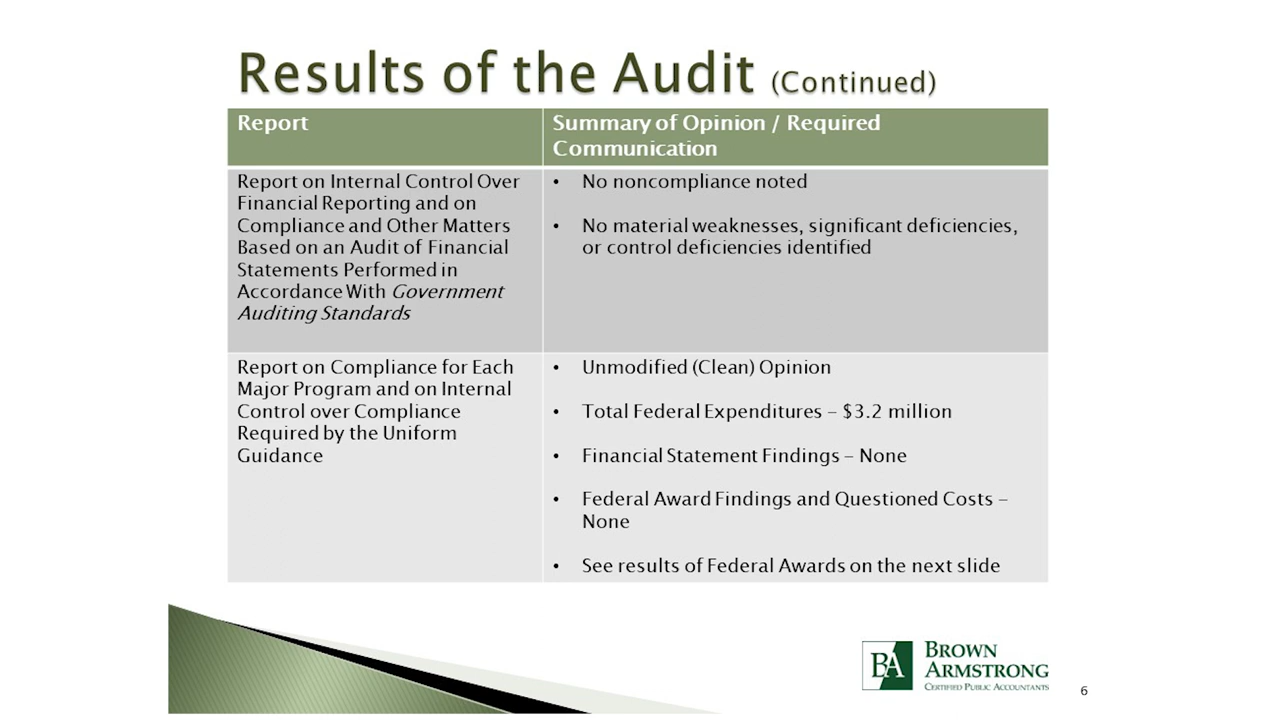 Results of the Audit (Continued)
Report
Summary of Opinion / Required
Communication
Report on Internal Control Over
Financial Reporting and on
Compliance and Other Matters
Based on an Audit of Financial
Statements Performed in
Accordance With Government
Auditing Standards
• No noncompliance noted
• No material weaknesses, significant deficiencies,
or control deficiencies identified
Report on Compliance for Each
Major Program and on Internal
Control over Compliance
Required by the Uniform
Guidance
• Unmodified (Clean) Opinion
• Total Federal Expenditures – $3.2 million
• Financial Statement Findings – None
• Federal Award Findings and Questioned Costs –
None
• See results of Federal Awards on the next slide
BA
BROWN
ARMSTRONG
CERTIFIED PUBLIC ACCOUNTANTS
6